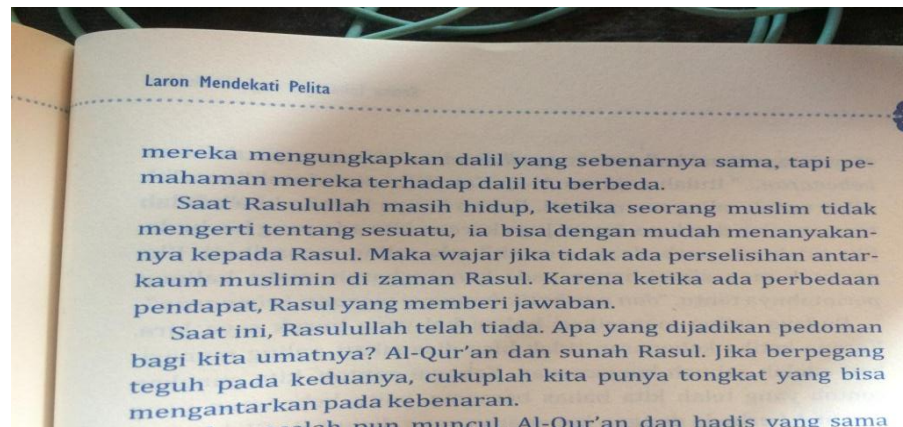 Laron Mendekati Pelita
mereka mengungkapkan dalil yang sebenarnya sama, tapi pe-
mahaman mereka terhadap dalil itu berbeda.
Saat Rasulullah masih hidup, ketika seorang muslim tidak
mengerti tentang sesuatu, ia bisa dengan mudah menanyakan-
nya kepada Rasul. Maka wajar jika tidak ada perselisihan antar-
kaum muslimin di zaman Rasul. Karena ketika ada perbedaan
pendapat, Rasul yang memberi jawaban.
Saat ini, Rasulullah telah tiada. Apa yang dijadikan pedoman
bagi kita umatnya? Al-Qur'an dan sunah Rasul. Jika berpegang
teguh pada keduanya, cukuplah kita punya tongkat yang bisa
mengantarkan pada kebenaran.
pun muncul. Al-Qur'an dan hadis yang sama